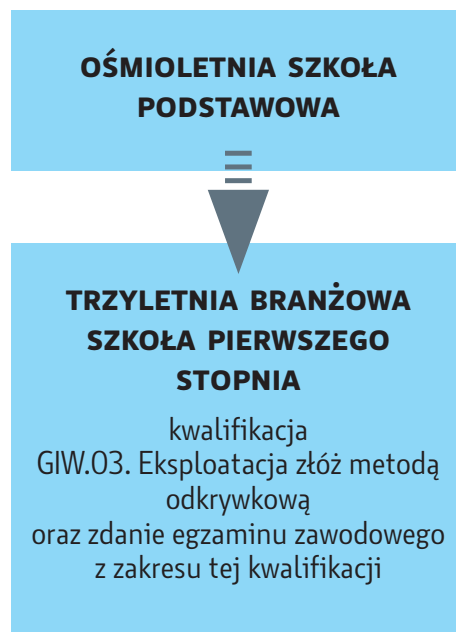 OŚMIOLETNIA SZKOŁA
PODSTAWOWA
TRZYLETNIA BRANŻOWA
SZKOŁA PIERWSZEGO
STOPNIA
kwalifikacja
GIW.03. Eksploatacja złóż metodą
odkrywkową
oraz zdanie egzaminu zawodowego
z zakresu tej kwalifikacji